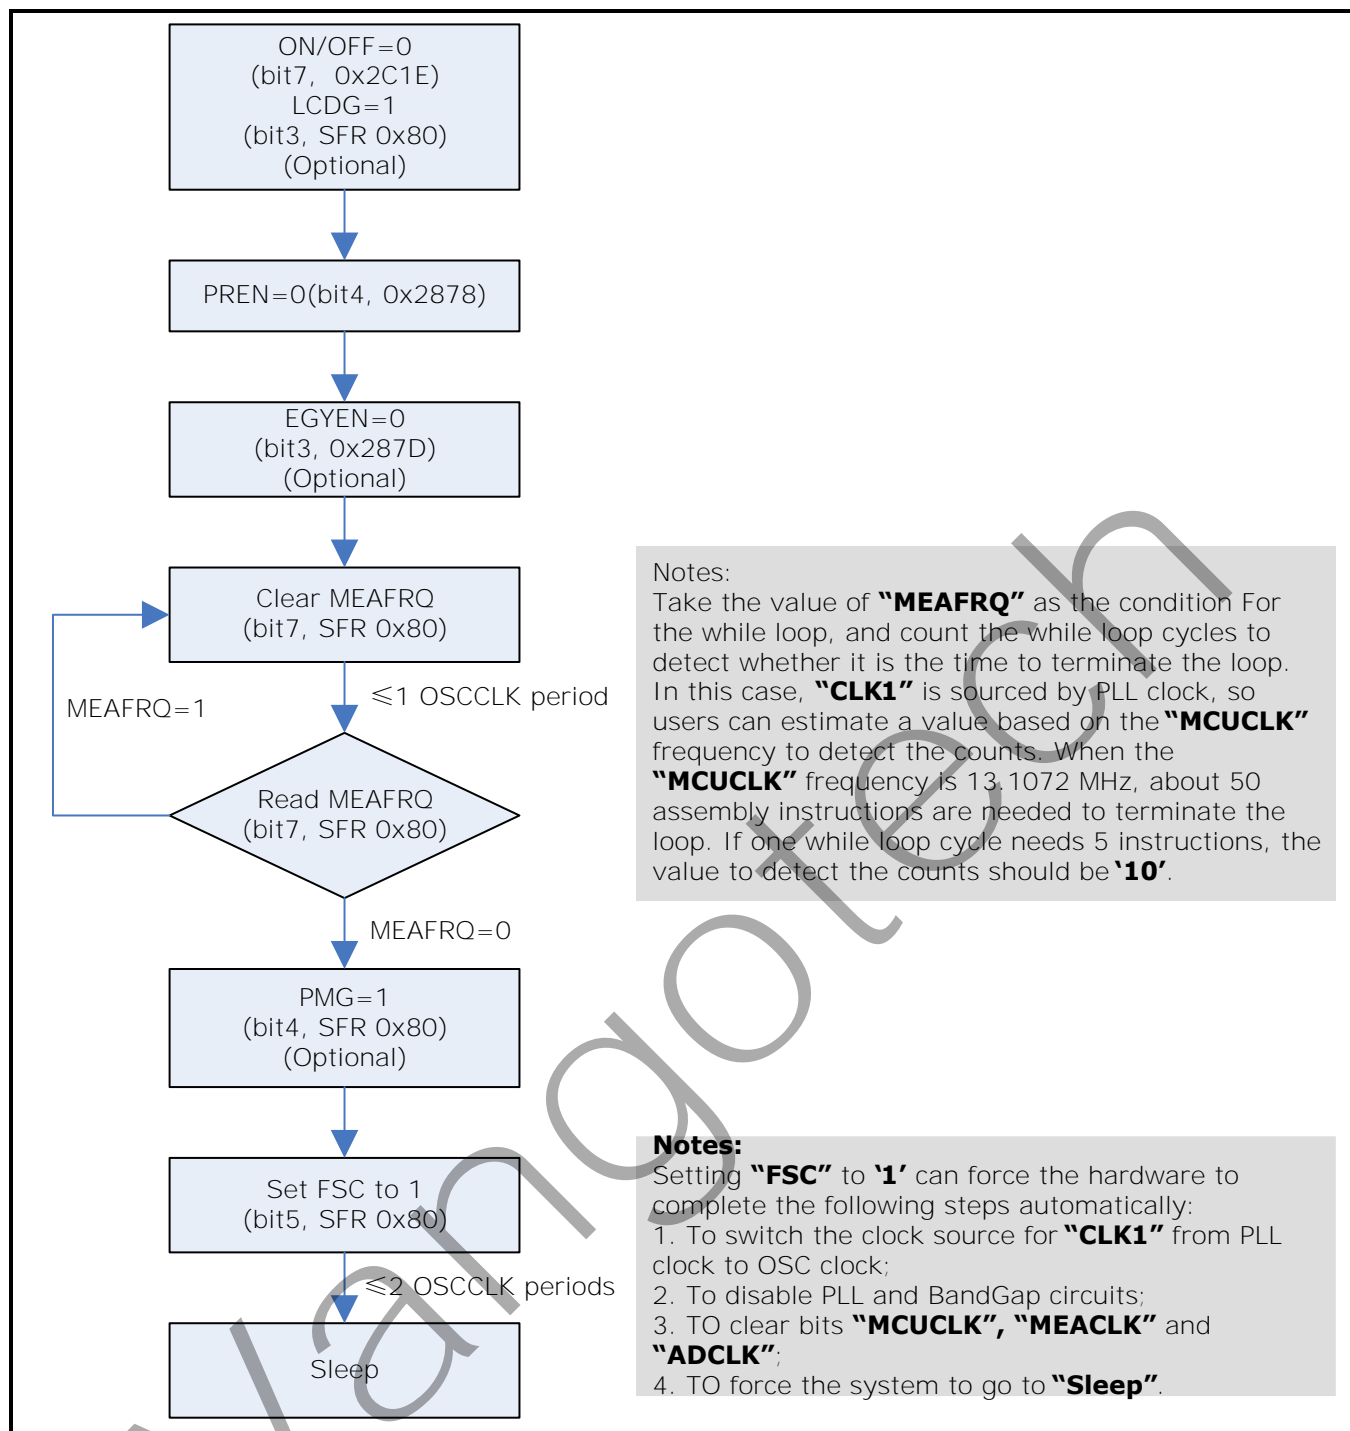 ON/OFF=0
(bit7, 0x2C1E)
LCDG=1
(bit3, SFR 0x80)
(Optional)
PREN=0(bit4, 0x2878)
EGYEN=0
(bit3, 0x287D)
(Optional)
Clear MEAFRQ
(bit7, SFR 0x80)
MEAFRQ=1
≤1 OSCCLK period
Read MEAFRQ
(bit7, SFR 0x80)
MEAFRQ=0
PMG=1
(bit4, SFR 0x80)
(Optional)
Set FSC to 1
(bit5, SFR 0x80)
≤2 OSCCLK periods
Sleep
Notes:
Take the value of “MEAFRQ” as the condition For
the while loop, and count the while loop cycles to
detect whether it is the time to terminate the loop.
In this case, “CLK1” is sourced by PLL clock, so
users can estimate a value based on the “MCUCLK”
frequency to detect the counts. When the
“MCUCLK” frequency is 13.1072 MHz, about 50
assembly instructions are needed to terminate the
loop. If one while loop cycle needs 5 instructions, the
value to detect the counts should be ‘10’.
Notes:
Setting “FSC” to ‘1’ can force the hardware to
complete the following steps automatically:
1. To switch the clock source for “CLK1” from PLL
clock to OSC clock;
2. To disable PLL and BandGap circuits;
3. TO clear bits “MCUCLK”, “MEACLK” and
“ADCLK”;
4. TO force the system to go to “Sleep”.
Vangotech